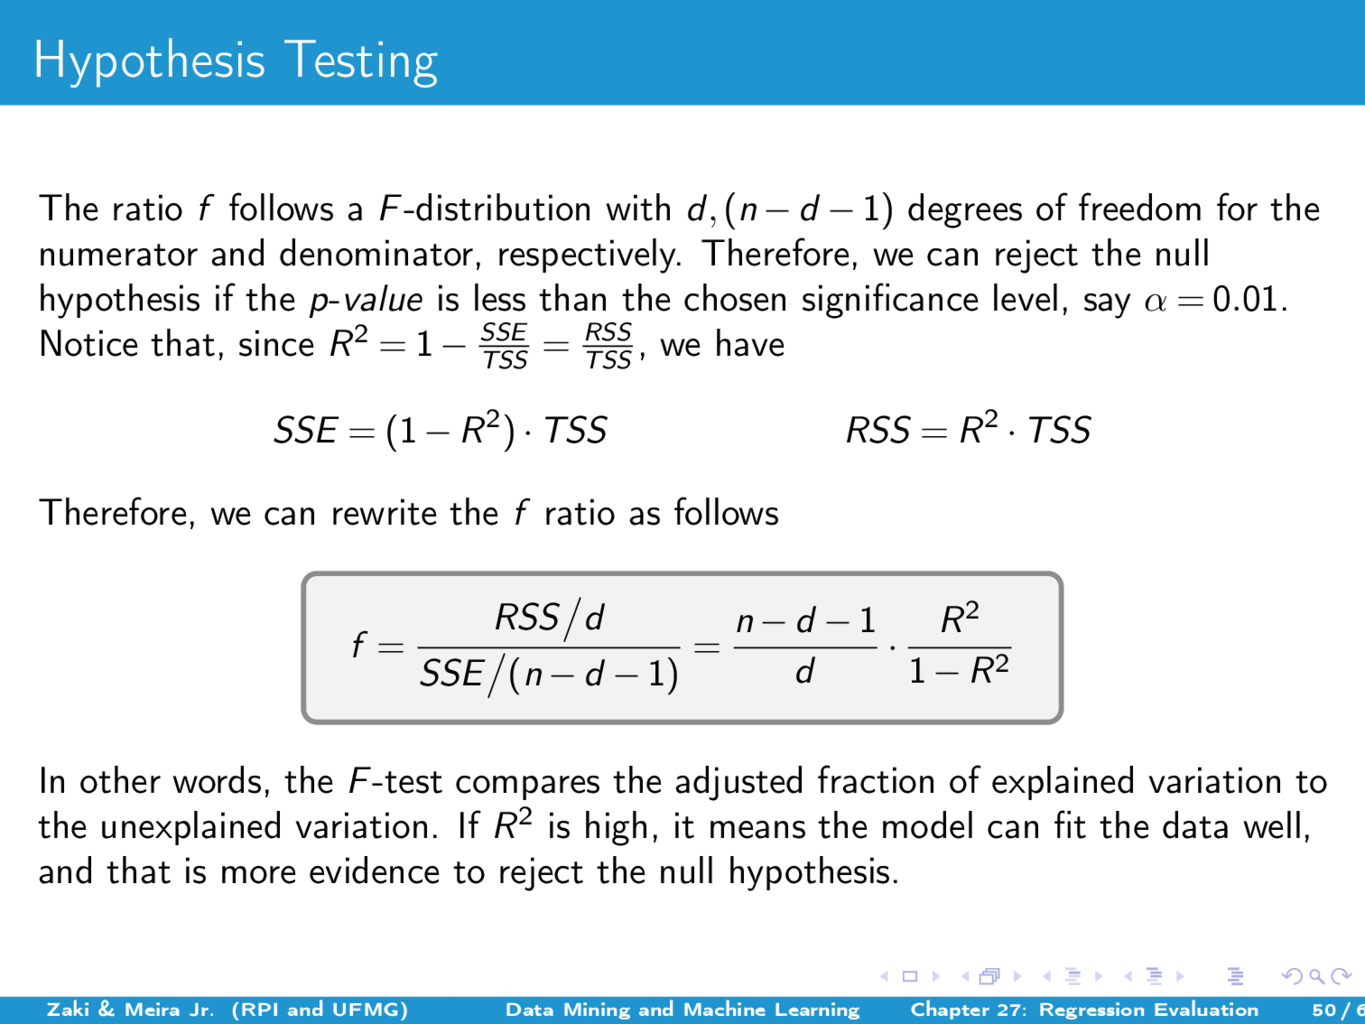 Hypothesis Testing
The ratio f follows a F-distribution with d, (n − d − 1) degrees of freedom for the
numerator and denominator, respectively. Therefore, we can reject the null
hypothesis if the p-value is less than the chosen significance level, say α = 0.01.
Notice that, since R² = 1 − SSE/TSS = RSS/TSS, we have
SSE = (1 − R²) · TSS    RSS = R² · TSS
Therefore, we can rewrite the f ratio as follows
f = (RSS/d) / (SSE/(n − d − 1)) = (n − d − 1)/d · R²/(1 − R²)
In other words, the F-test compares the adjusted fraction of explained variation to
the unexplained variation. If R² is high, it means the model can fit the data well,
and that is more evidence to reject the null hypothesis.
Zaki & Meira Jr. (RPI and UFMG)    Data Mining and Machine Learning    Chapter 27: Regression Evaluation    50 /